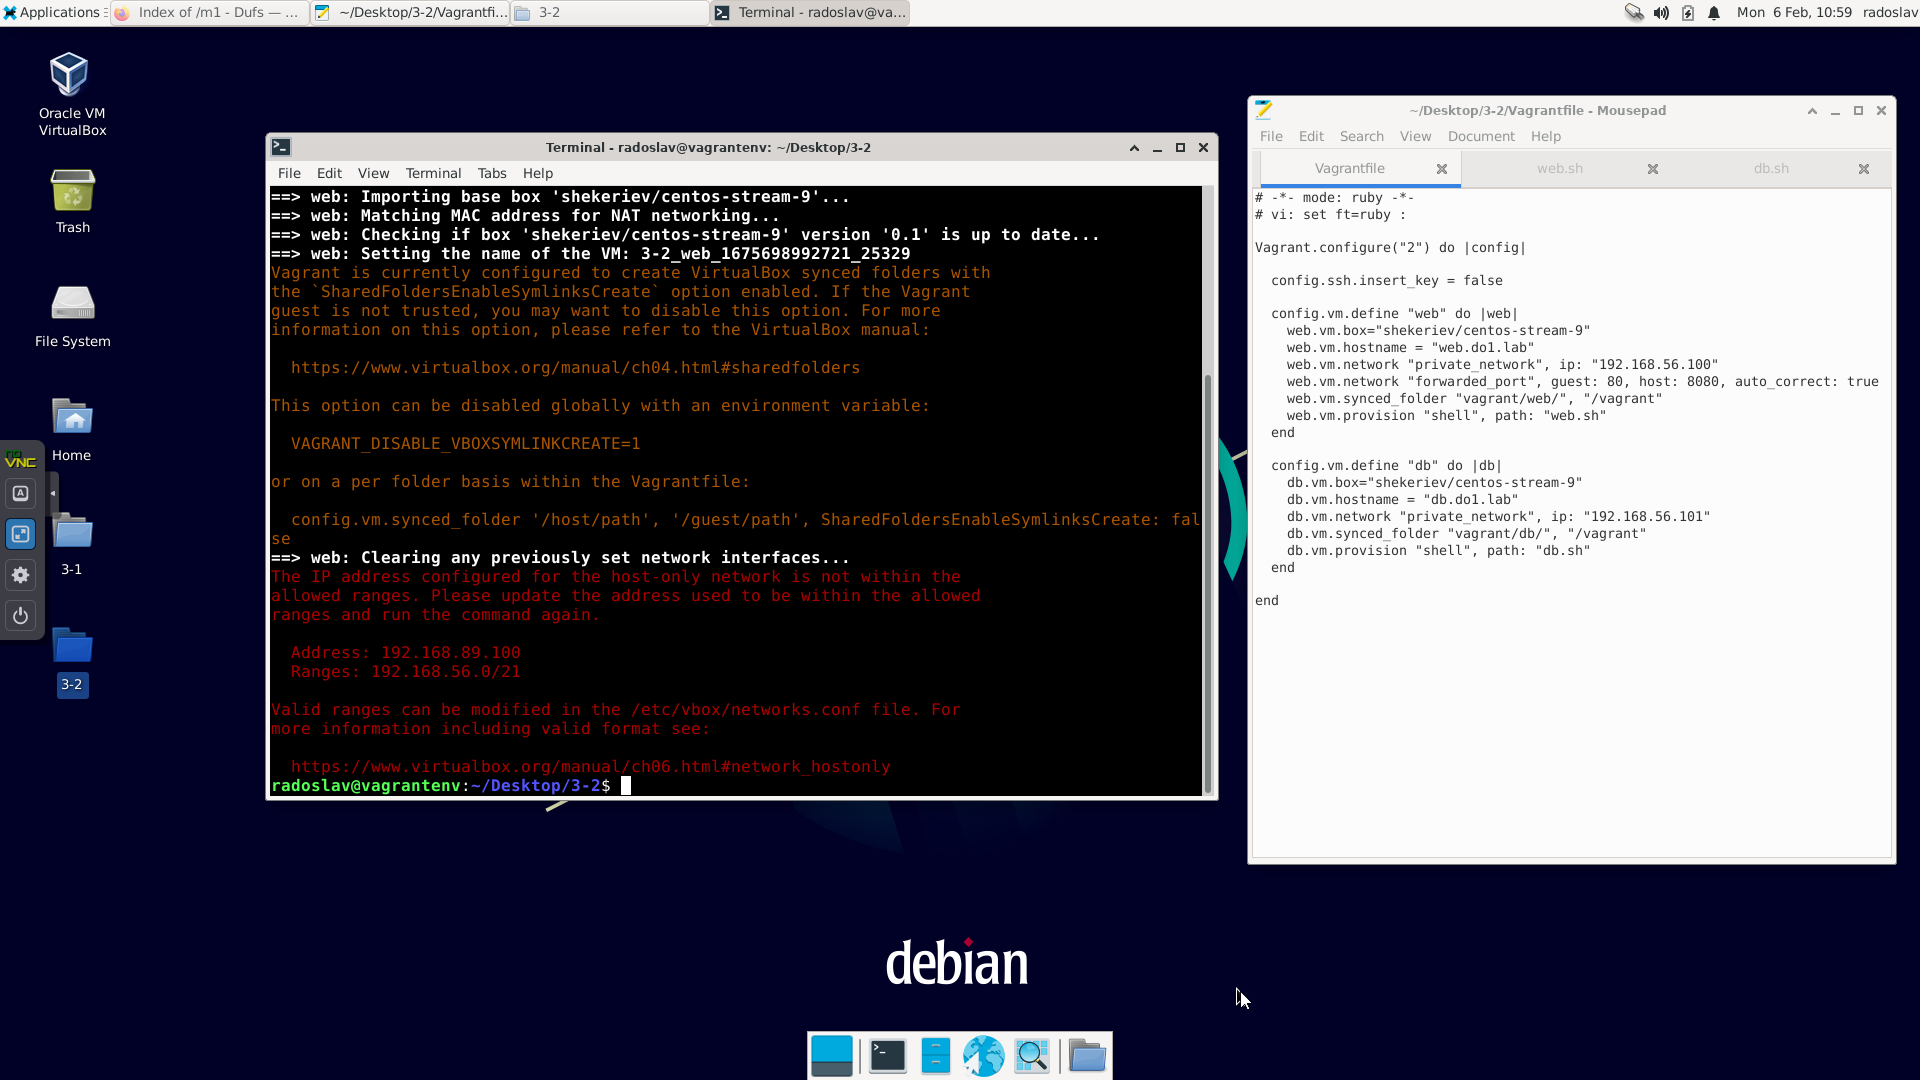 Applications
Index of /m1 - Dufs — ...
~/Desktop/3-2/Vagrantfi...
3-2
Terminal - radoslav@va...
Mon 6 Feb, 10:59
radoslav
Oracle VM
VirtualBox
Trash
File System
Home
3-1
3-2
noVNC
A
Terminal - radoslav@vagrantenv: ~/Desktop/3-2
File Edit View Terminal Tabs Help
==> web: Importing base box 'shekeriev/centos-stream-9'...
==> web: Matching MAC address for NAT networking...
==> web: Checking if box 'shekeriev/centos-stream-9' version '0.1' is up to date...
==> web: Setting the name of the VM: 3-2_web_1675698992721_25329
Vagrant is currently configured to create VirtualBox synced folders with
the `SharedFoldersEnableSymlinksCreate` option enabled. If the Vagrant
guest is not trusted, you may want to disable this option. For more
information on this option, please refer to the VirtualBox manual:
https://www.virtualbox.org/manual/ch04.html#sharedfolders
This option can be disabled globally with an environment variable:
VAGRANT_DISABLE_VBOXSYMLINKCREATE=1
or on a per folder basis within the Vagrantfile:
config.vm.synced_folder '/host/path', '/guest/path', SharedFoldersEnableSymlinksCreate: fal
se
==> web: Clearing any previously set network interfaces...
The IP address configured for the host-only network is not within the
allowed ranges. Please update the address used to be within the allowed
ranges and run the command again.
Address: 192.168.89.100
Ranges: 192.168.56.0/21
Valid ranges can be modified in the /etc/vbox/networks.conf file. For
more information including valid format see:
https://www.virtualbox.org/manual/ch06.html#network_hostonly
radoslav@vagrantenv:~/Desktop/3-2$
~/Desktop/3-2/Vagrantfile - Mousepad
File Edit Search View Document Help
Vagrantfile
web.sh
db.sh
# -*- mode: ruby -*-
# vi: set ft=ruby :
Vagrant.configure("2") do |config|
config.ssh.insert_key = false
config.vm.define "web" do |web|
web.vm.box="shekeriev/centos-stream-9"
web.vm.hostname = "web.do1.lab"
web.vm.network "private_network", ip: "192.168.56.100"
web.vm.network "forwarded_port", guest: 80, host: 8080, auto_correct: true
web.vm.synced_folder "vagrant/web/", "/vagrant"
web.vm.provision "shell", path: "web.sh"
end
config.vm.define "db" do |db|
db.vm.box="shekeriev/centos-stream-9"
db.vm.hostname = "db.do1.lab"
db.vm.network "private_network", ip: "192.168.56.101"
db.vm.synced_folder "vagrant/db/", "/vagrant"
db.vm.provision "shell", path: "db.sh"
end
end
debian